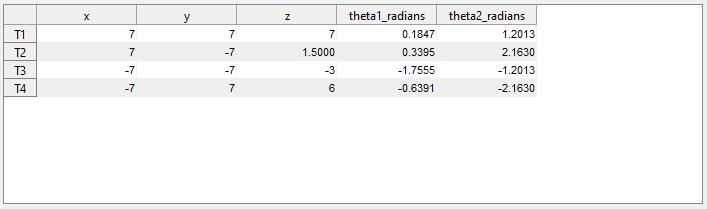 x y z theta1_radians theta2_radians
T1 7 7 7 0.1847 1.2013
T2 7 -7 1.5000 0.3395 2.1630
T3 -7 -7 -3 -1.7555 -1.2013
T4 -7 7 6 -0.6391 -2.1630